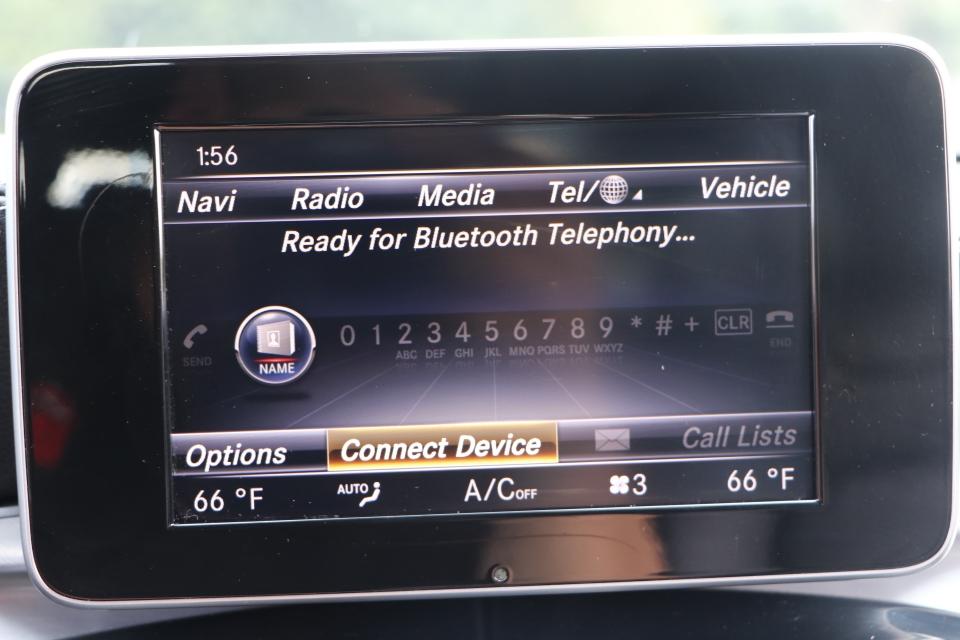 1:56
Navi Radio Media Tel/ Vehicle
Ready for Bluetooth Telephony...
SEND NAME 0 1 2 3 4 5 6 7 8 9 * # + CLR END
ABC DEF GHI JKL MNO PQRS TUV WXYZ
Options Connect Device Call Lists
66 °F AUTO A/C OFF 3 66 °F